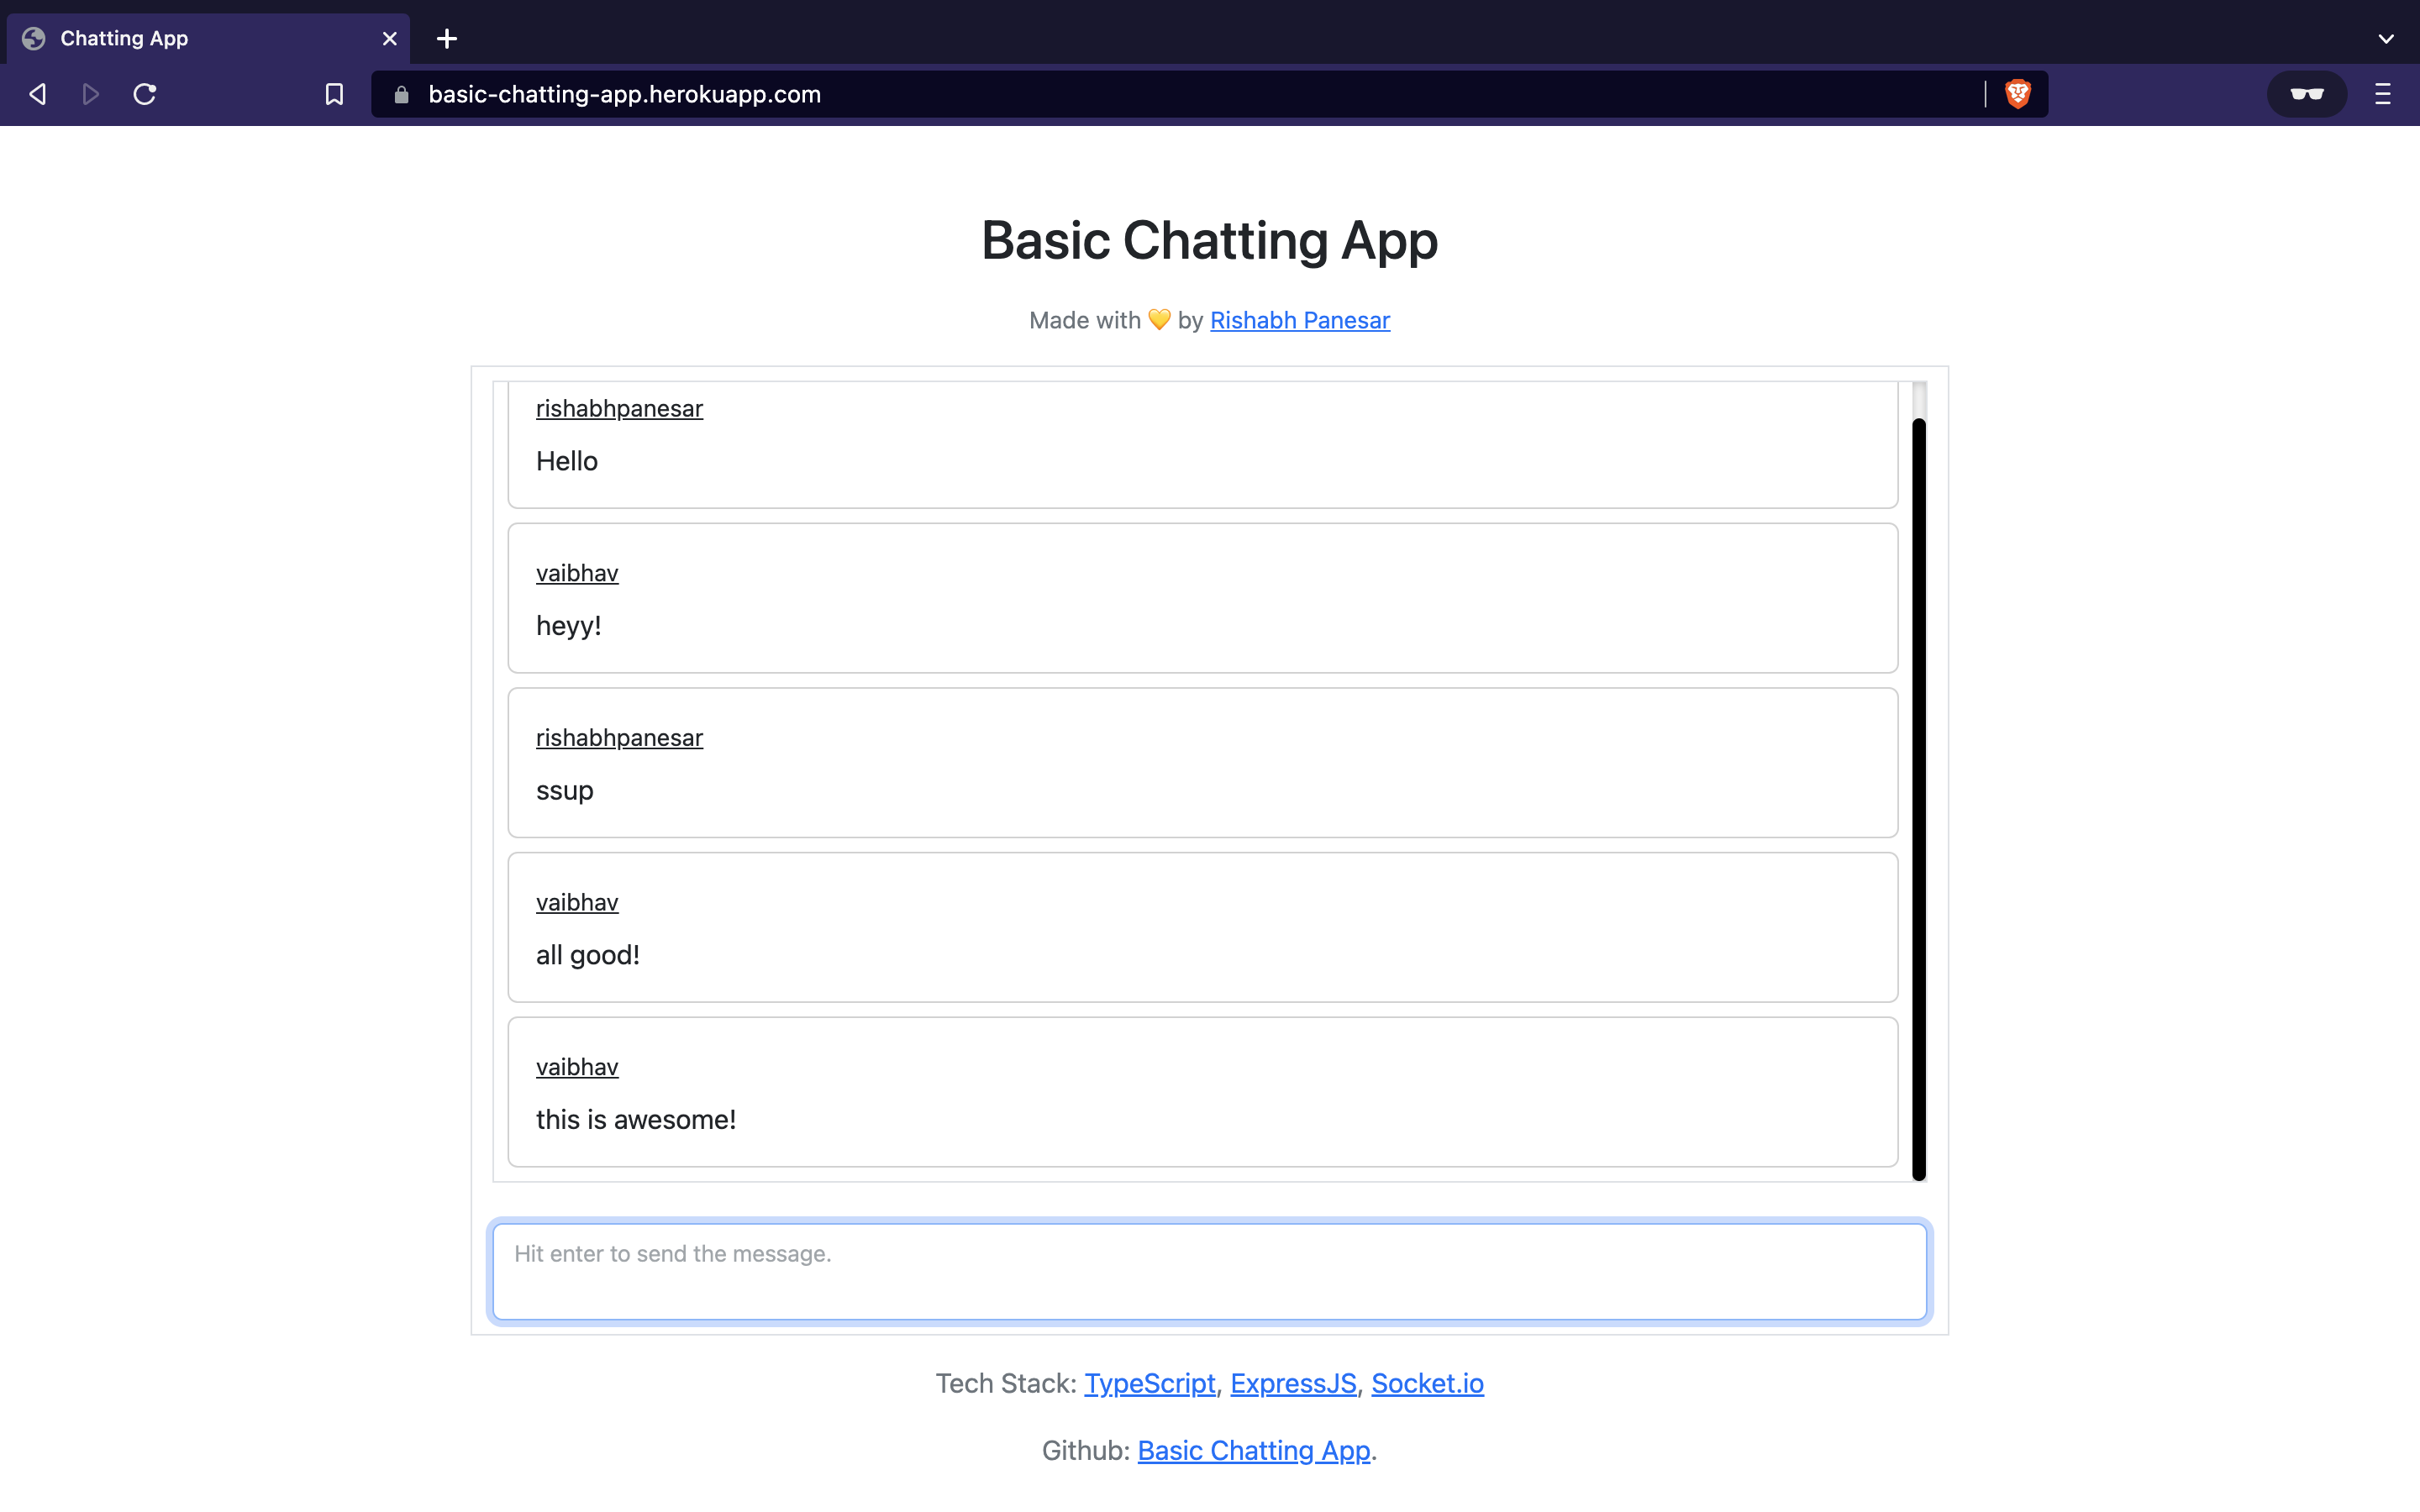 Chatting App
basic-chatting-app.herokuapp.com
Basic Chatting App
Made with 💛 by Rishabh Panesar
rishabhpanesar
Hello
vaibhav
heyy!
rishabhpanesar
ssup
vaibhav
all good!
vaibhav
this is awesome!
Hit enter to send the message.
Tech Stack: TypeScript, ExpressJS, Socket.io
Github: Basic Chatting App.